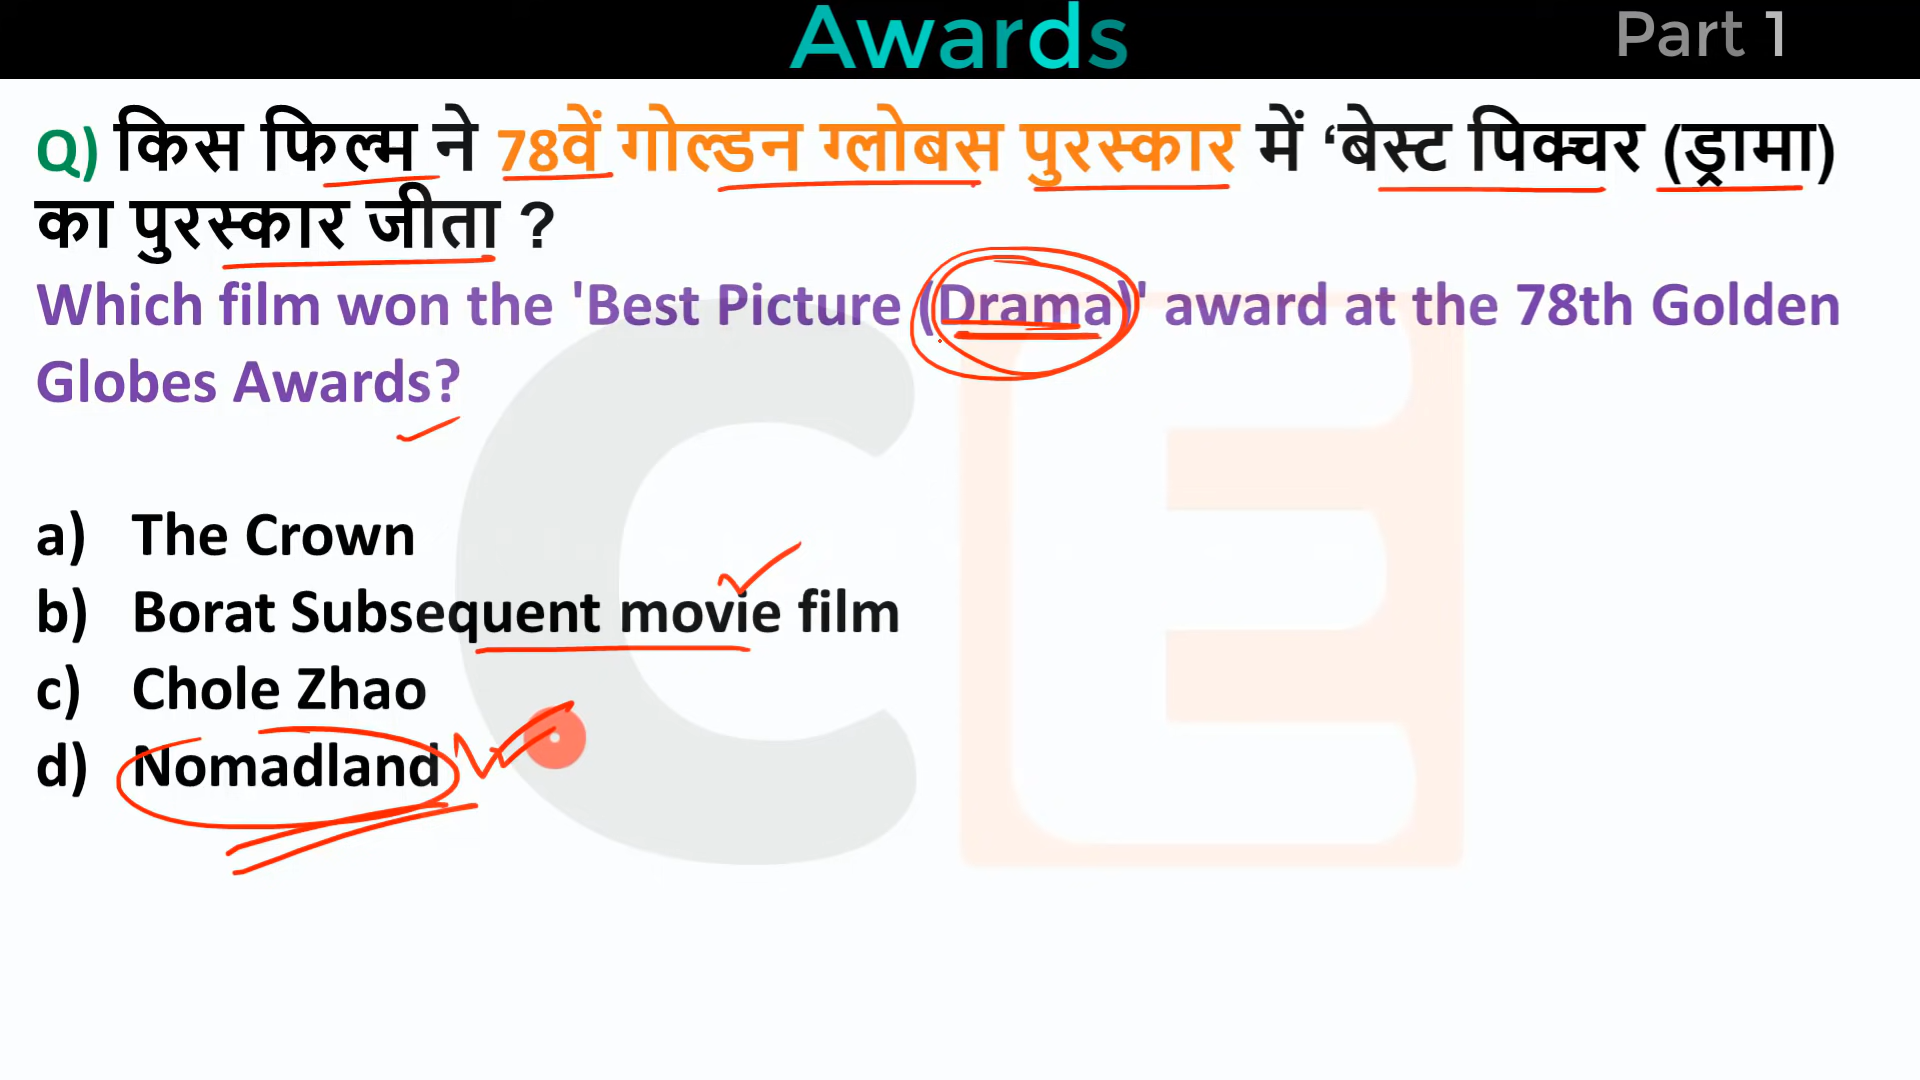 Awards
Part 1
Q) किस फिल्म ने 78वें गोल्डन ग्लोबस पुरस्कार में ‘बेस्ट पिक्चर (ड्रामा)
का पुरस्कार जीता ?
Which film won the 'Best Picture (Drama)' award at the 78th Golden
Globes Awards?
a) The Crown
b) Borat Subsequent movie film
c) Chole Zhao
d) Nomadland
CE